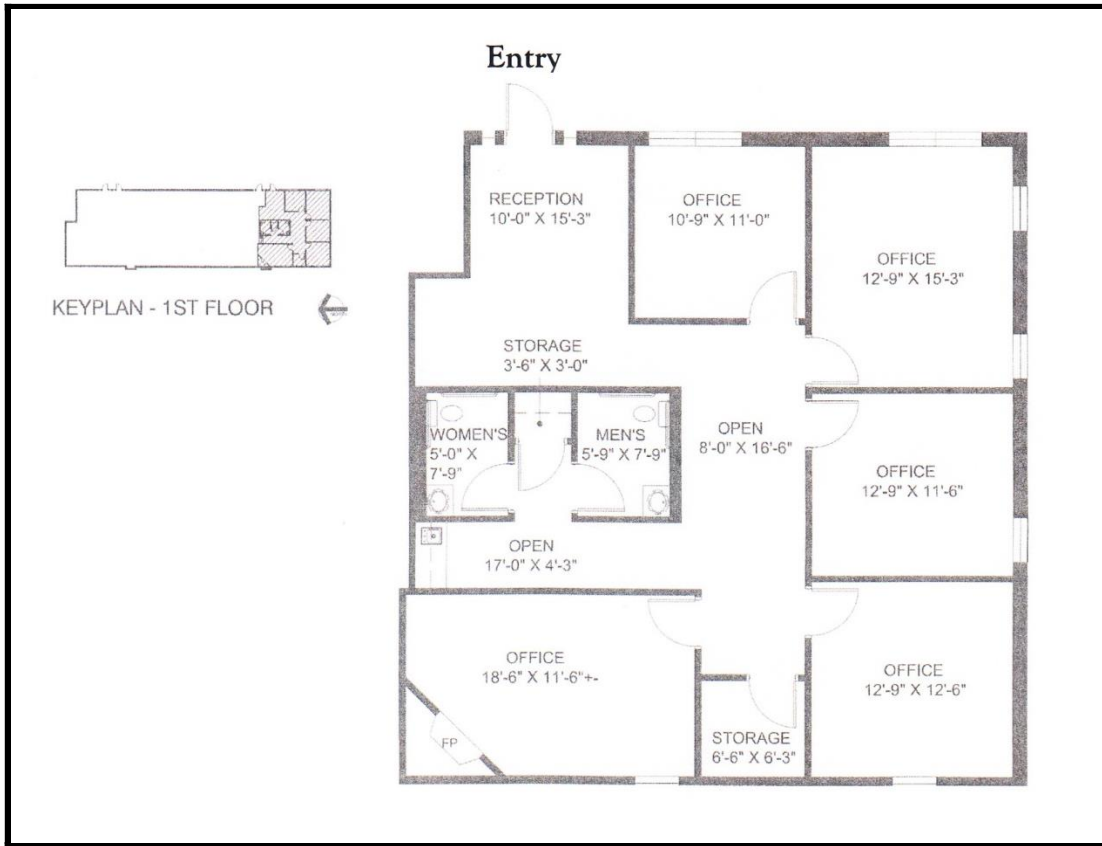 Entry
RECEPTION
10'-0" X 15'-3"
OFFICE
10'-9" X 11'-0"
OFFICE
12'-9" X 15'-3"
KEYPLAN - 1ST FLOOR
STORAGE
3'-6" X 3'-0"
WOMEN'S
5'-0" X
7'-9"
MEN'S
5'-9" X 7'-9"
OPEN
8'-0" X 16'-6"
OFFICE
12'-9" X 11'-6"
OPEN
17'-0" X 4'-3"
OFFICE
18'-6" X 11'-6"+-
OFFICE
12'-9" X 12'-6"
FP
STORAGE
6'-6" X 6'-3"